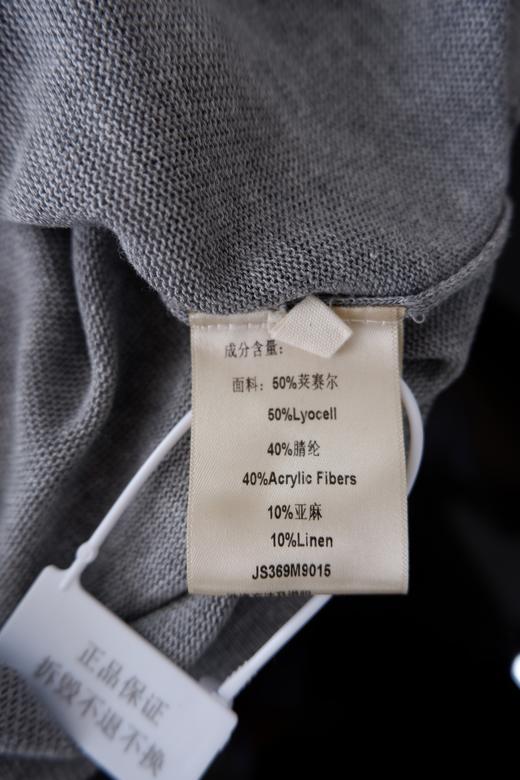 成分含量:
面料: 50%莱赛尔
50%Lyocell
40%腈纶
40%Acrylic Fibers
10%亚麻
10%Linen
JS369M9015
正品保证
拆毁不退不换